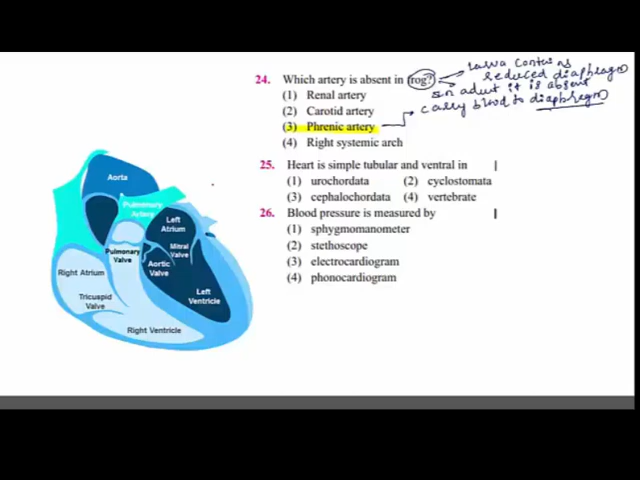 24. Which artery is absent in frog?
(1) Renal artery
(2) Carotid artery
(3) Phrenic artery
(4) Right systemic arch
larva contains
reduced diaphragm
in adult it is absent
carry blood to diaphragm
25. Heart is simple tubular and ventral in
(1) urochordata (2) cyclostomata
(3) cephalochordata (4) vertebrate
26. Blood pressure is measured by
(1) sphygmomanometer
(2) stethoscope
(3) electrocardiogram
(4) phonocardiogram
Aorta
Pulmonary
Artery
Left
Atrium
Pulmonary
Valve
Mitral
Valve
Aortic
Valve
Right Atrium
Left
Ventricle
Tricuspid
Valve
Right Ventricle